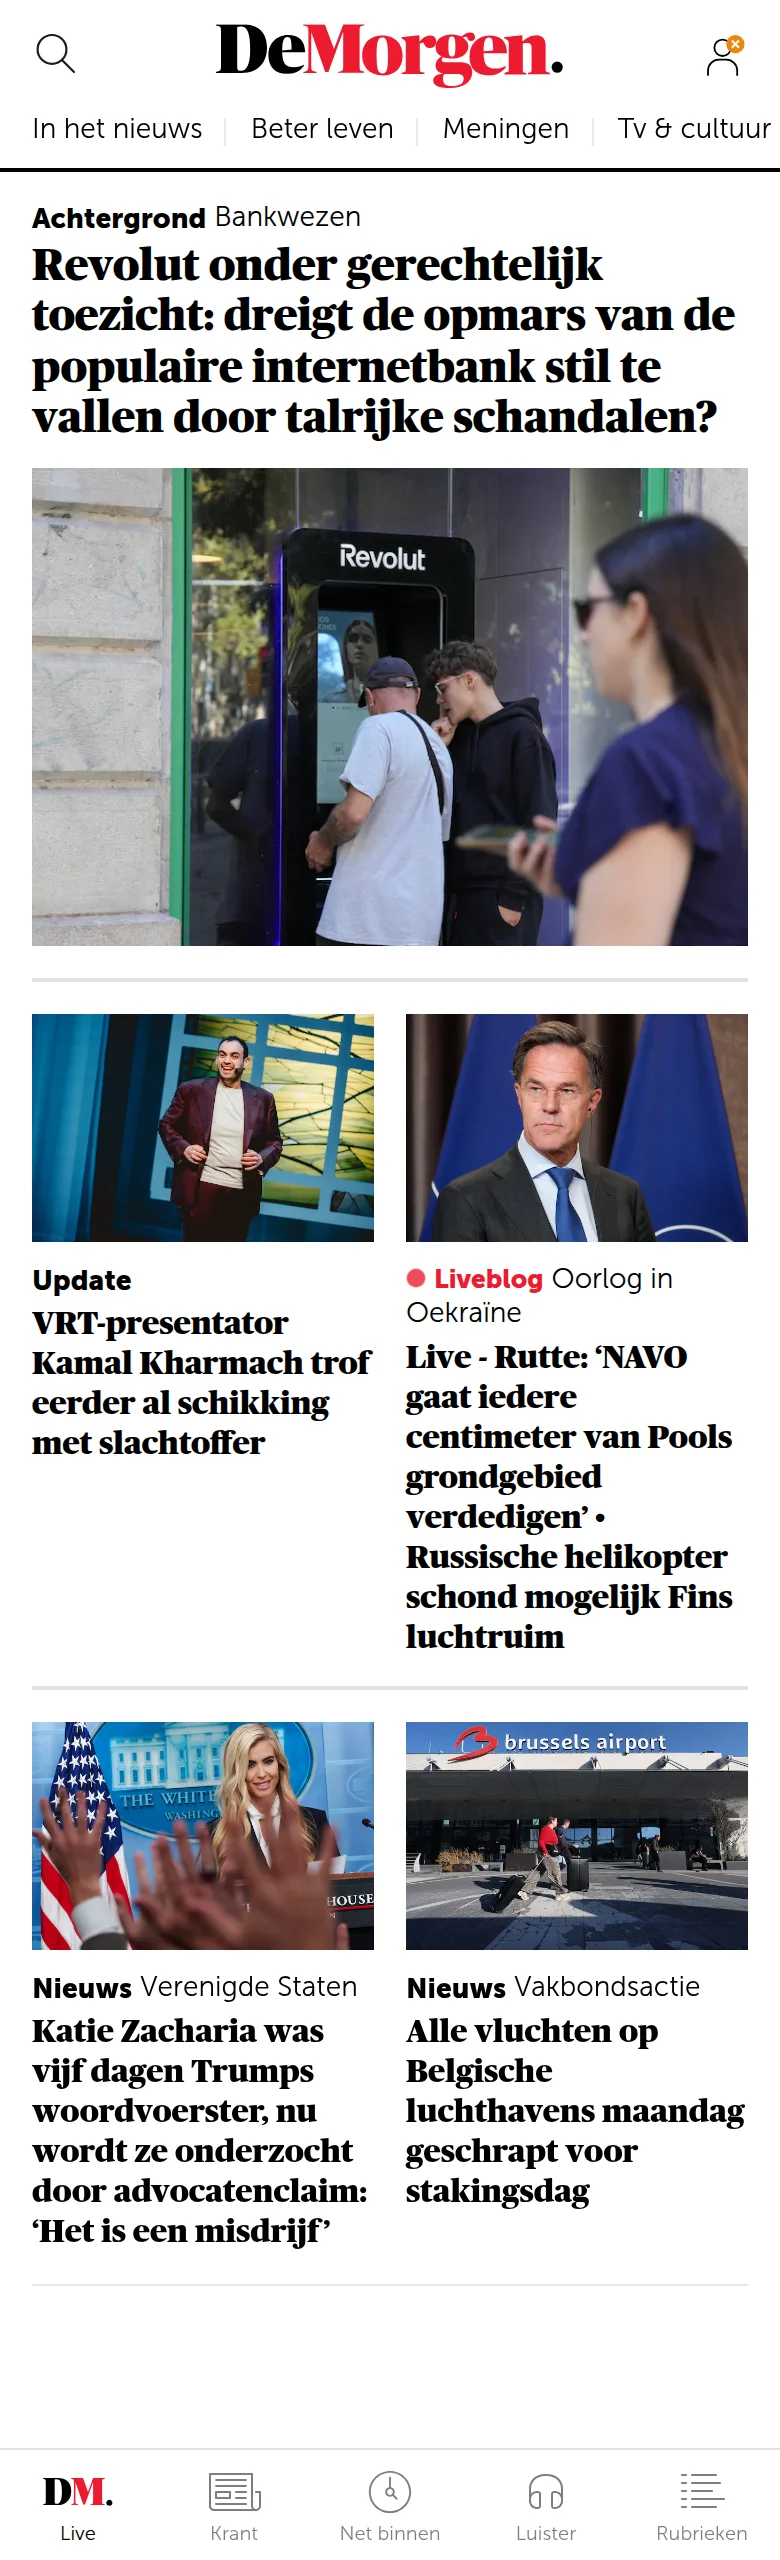 DeMorgen.
In het nieuws
Beter leven
Meningen
Tv & cultuur
Achtergrond Bankwezen
Revolut onder gerechtelijk
toezicht: dreigt de opmars van de
populaire internetbank stil te
vallen door talrijke schandalen?
Revolut
Update
VRT-presentator
Kamal Kharmach trof
eerder al schikking
met slachtoffer
Liveblog Oorlog in
Oekraïne
Live - Rutte: ‘NAVO
gaat iedere
centimeter van Pools
grondgebied
verdedigen’ •
Russische helikopter
schond mogelijk Fins
luchtruim
THE WHITE
WASHING
HOUSE
brussels airport
Nieuws Verenigde Staten
Katie Zacharia was
vijf dagen Trumps
woordvoerster, nu
wordt ze onderzocht
door advocatenclaim:
‘Het is een misdrijf’
Nieuws Vakbondsactie
Alle vluchten op
Belgische
luchthavens maandag
geschrapt voor
stakingsdag
DM.
Live
Krant
Net binnen
Luister
Rubrieken